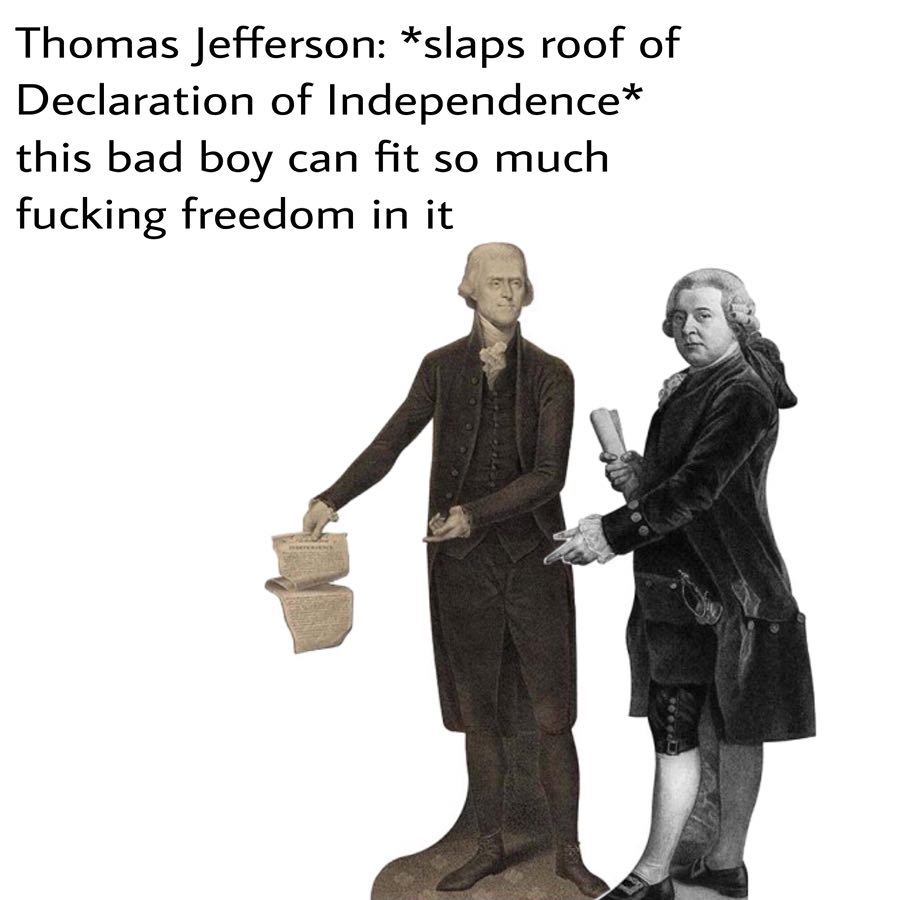 Thomas Jefferson: *slaps roof of
Declaration of Independence*
this bad boy can fit so much
fucking freedom in it
INDEPENDENCE